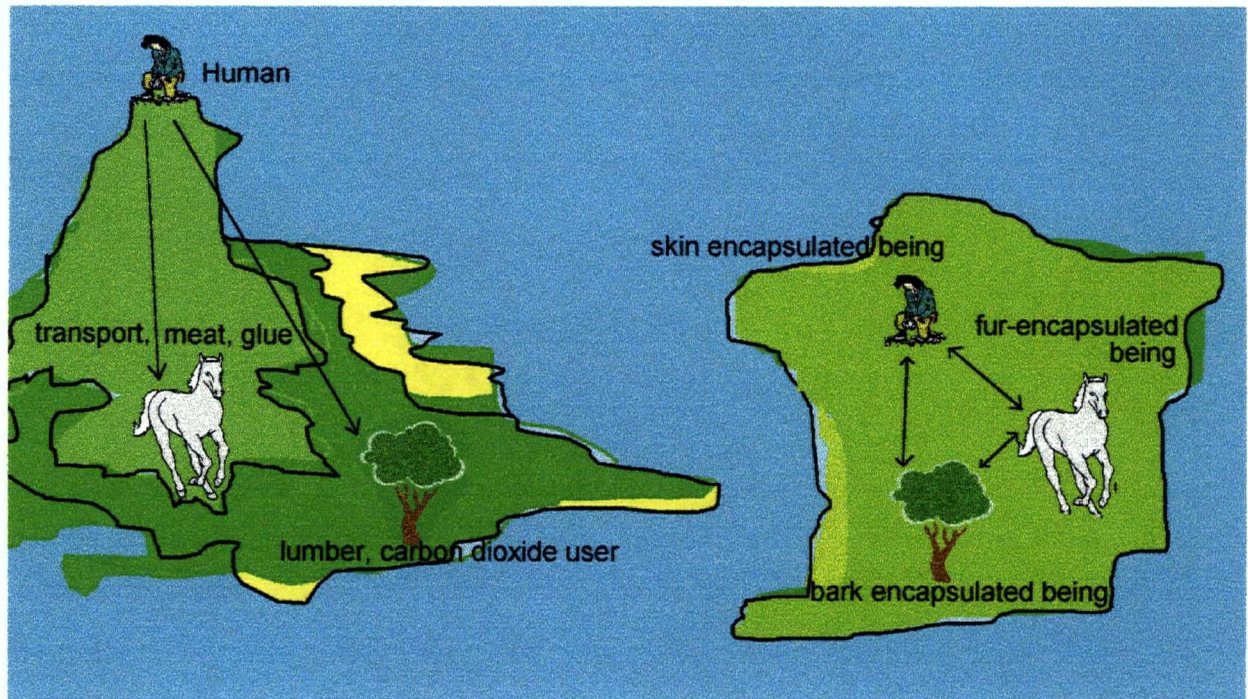 Human
transport, meat, glue
lumber, carbon dioxide user
skin encapsulated being
fur-encapsulated
being
bark encapsulated being